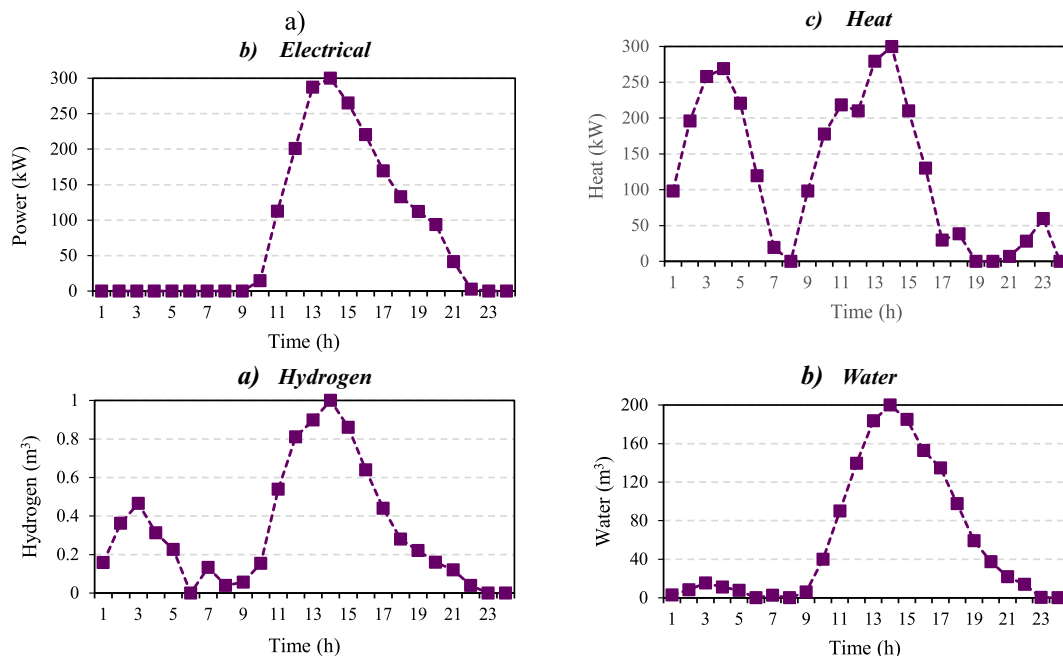 a)
b) Electrical
300
250
200
150
100
50
0
Power (kW)
1 3 5 7 9 11 13 15 17 19 21 23
Time (h)
c) Heat
300
250
200
150
100
50
0
Heat (kW)
1 3 5 7 9 11 13 15 17 19 21 23
Time (h)
a) Hydrogen
1
0.8
0.6
0.4
0.2
0
Hydrogen (m³)
1 3 5 7 9 11 13 15 17 19 21 23
Time (h)
b) Water
200
160
120
80
40
0
Water (m³)
1 3 5 7 9 11 13 15 17 19 21 23
Time (h)